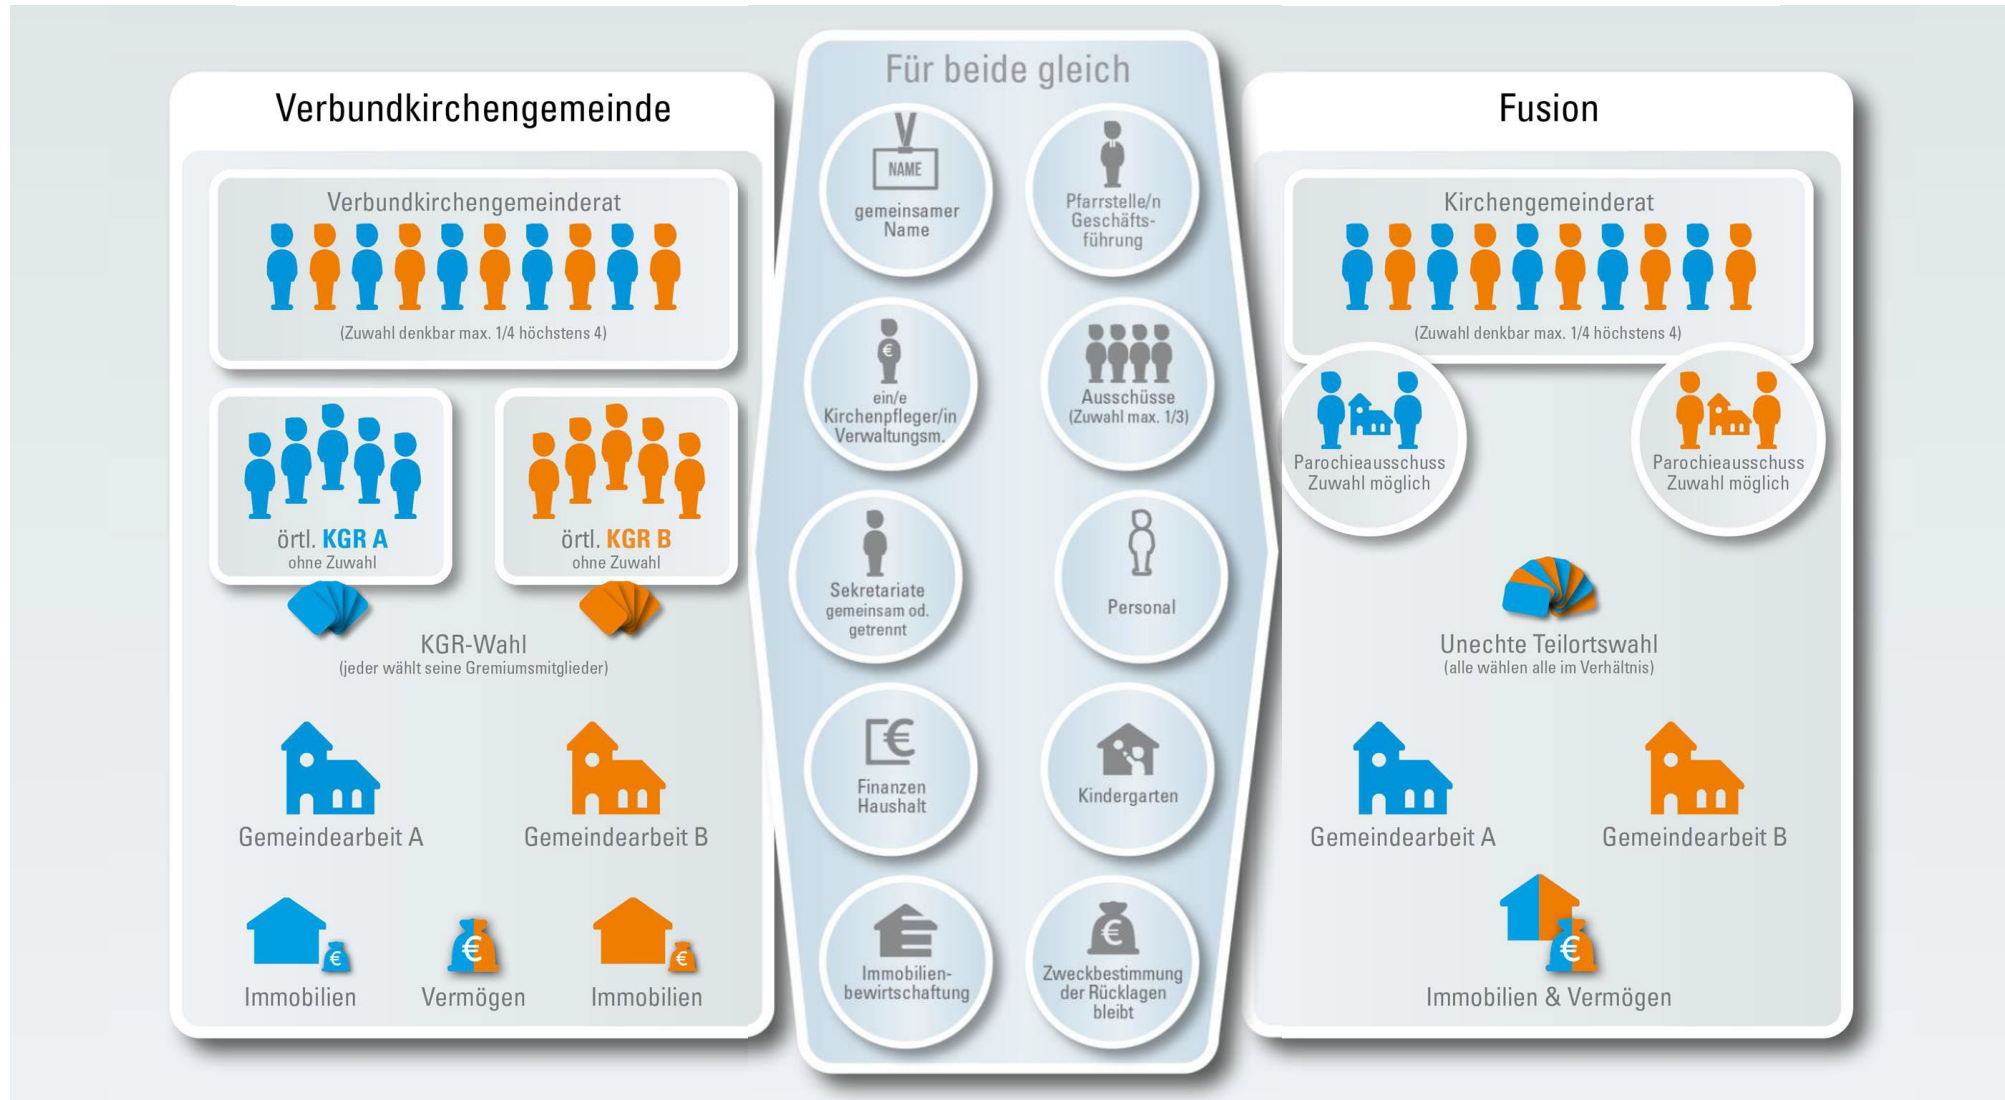 Verbundkirchengemeinde
Verbundkirchengemeinderat
(Zuwahl denkbar max. 1/4 höchstens 4)
örtl. KGR A
ohne Zuwahl
örtl. KGR B
ohne Zuwahl
KGR-Wahl
(jeder wählt seine Gremiumsmitglieder)
Gemeindearbeit A
Gemeindearbeit B
€
Immobilien
€
Vermögen
€
Immobilien
Für beide gleich
NAME
gemeinsamer
Name
Pfarrstelle/n
Geschäfts-
führung
€
ein/e
Kirchenpfleger/in
Verwaltungsm.
Ausschüsse
(Zuwahl max. 1/3)
Sekretariate
gemeinsam od.
getrennt
Personal
€
Finanzen
Haushalt
Kindergarten
Immobilien-
bewirtschaftung
€
Zweckbestimmung
der Rücklagen
bleibt
Fusion
Kirchengemeinderat
(Zuwahl denkbar max. 1/4 höchstens 4)
Parochieausschuss
Zuwahl möglich
Parochieausschuss
Zuwahl möglich
Unechte Teilortswahl
(alle wählen alle im Verhältnis)
Gemeindearbeit A
Gemeindearbeit B
€
Immobilien & Vermögen